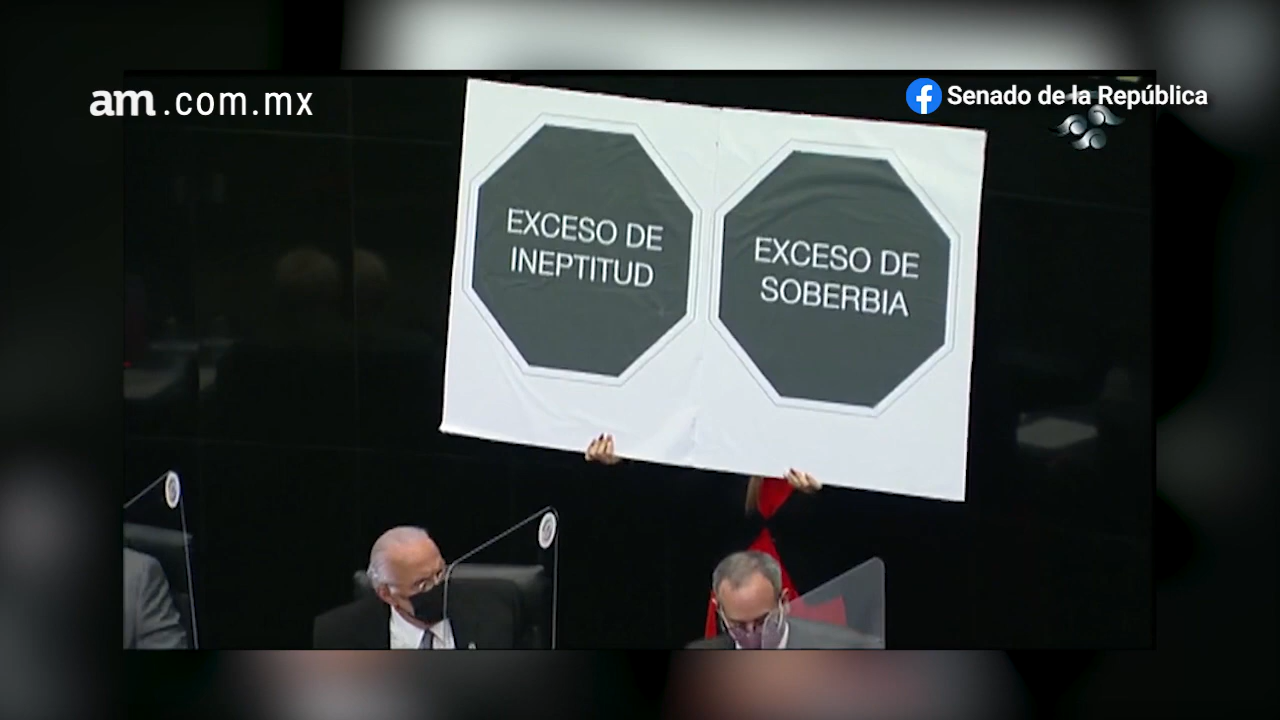 am.com.mx
Senado de la República
EXCESO DE
INEPTITUD
EXCESO DE
SOBERBIA